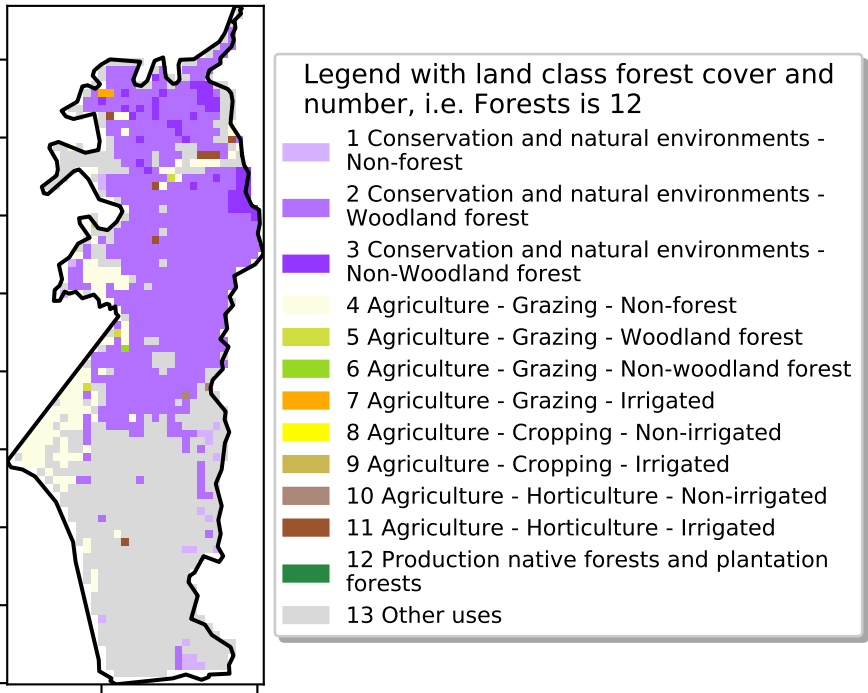 Legend with land class forest cover and
number, i.e. Forests is 12
1 Conservation and natural environments -
Non-forest
2 Conservation and natural environments -
Woodland forest
3 Conservation and natural environments -
Non-Woodland forest
4 Agriculture - Grazing - Non-forest
5 Agriculture - Grazing - Woodland forest
6 Agriculture - Grazing - Non-woodland forest
7 Agriculture - Grazing - Irrigated
8 Agriculture - Cropping - Non-irrigated
9 Agriculture - Cropping - Irrigated
10 Agriculture - Horticulture - Non-irrigated
11 Agriculture - Horticulture - Irrigated
12 Production native forests and plantation
forests
13 Other uses